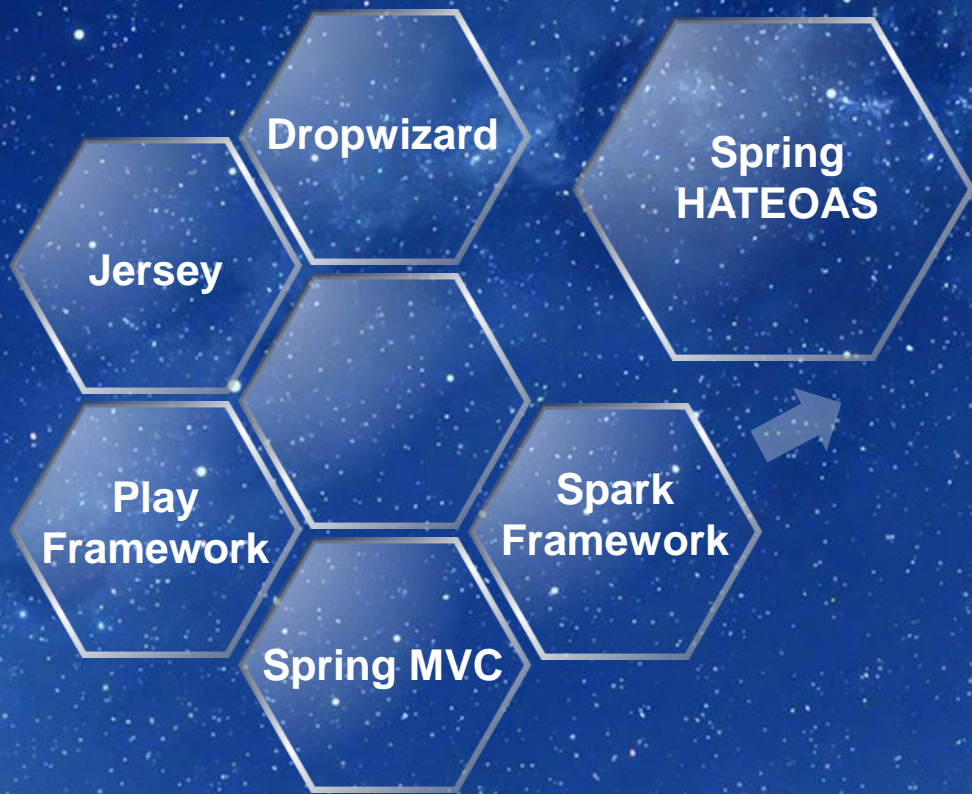 Dropwizard
Spring
HATEOAS
Jersey
Play
Framework
Spark
Framework
Spring MVC